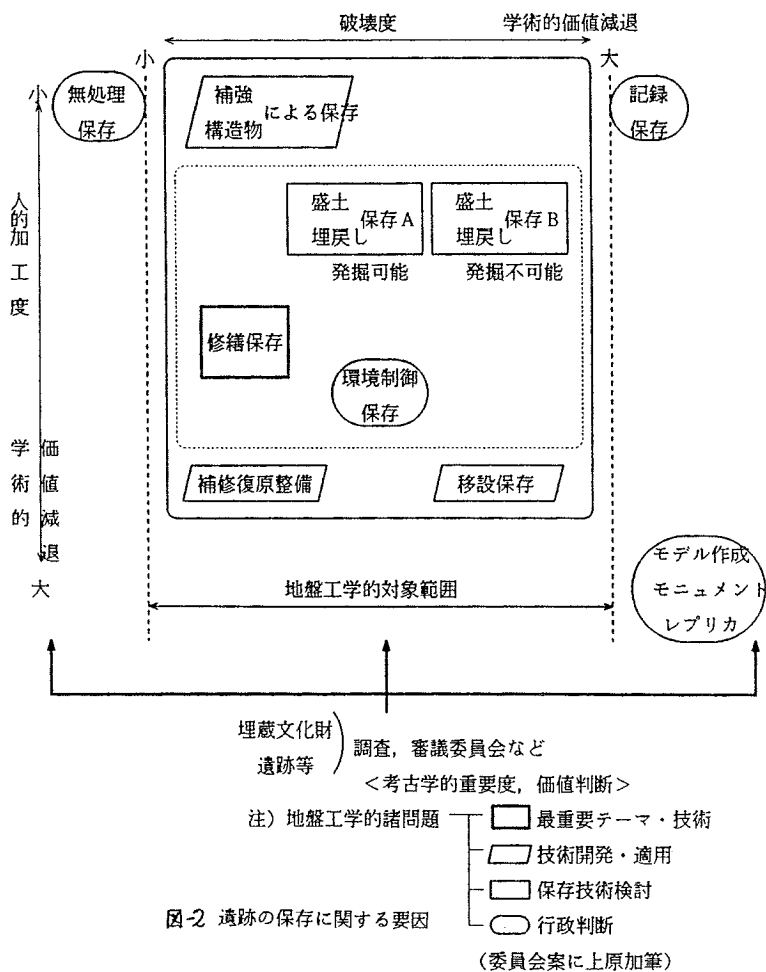 破壊度 学術的価値減退
小 大
小
無処理
保存
補強
構造物
による保存
記録
保存
人的加工度
盛土
埋戻し
保存A
発掘可能
盛土
埋戻し
保存B
発掘不可能
修繕保存
環境制御
保存
学術的
価値減退
大
補修復原整備
移設保存
地盤工学的対象範囲
モデル作成
モニュメント
レプリカ
埋蔵文化財
遺跡等
調査,審議委員会など
<考古学的重要度,価値判断>
注)地盤工学的諸問題
最重要テーマ・技術
技術開発・適用
保存技術検討
行政判断
図-2 遺跡の保存に関する要因
(委員会案に上原加筆)